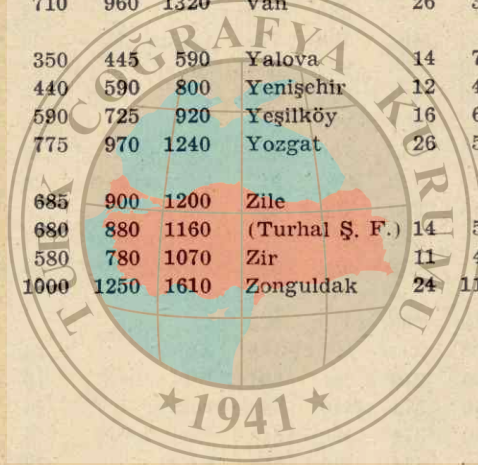 710 960 1320 Van 26
350 445 590 Yalova 14
440 590 800 Yenişehir 12
590 725 920 Yeşilköy 16
775 970 1240 Yozgat 26
685 900 1200 Zile
680 880 1160 (Turhal Ş. F.) 14
580 780 1070 Zir 11
1000 1250 1610 Zonguldak 24 11
TÜRK COĞRAFYA KURUMU
★1941★